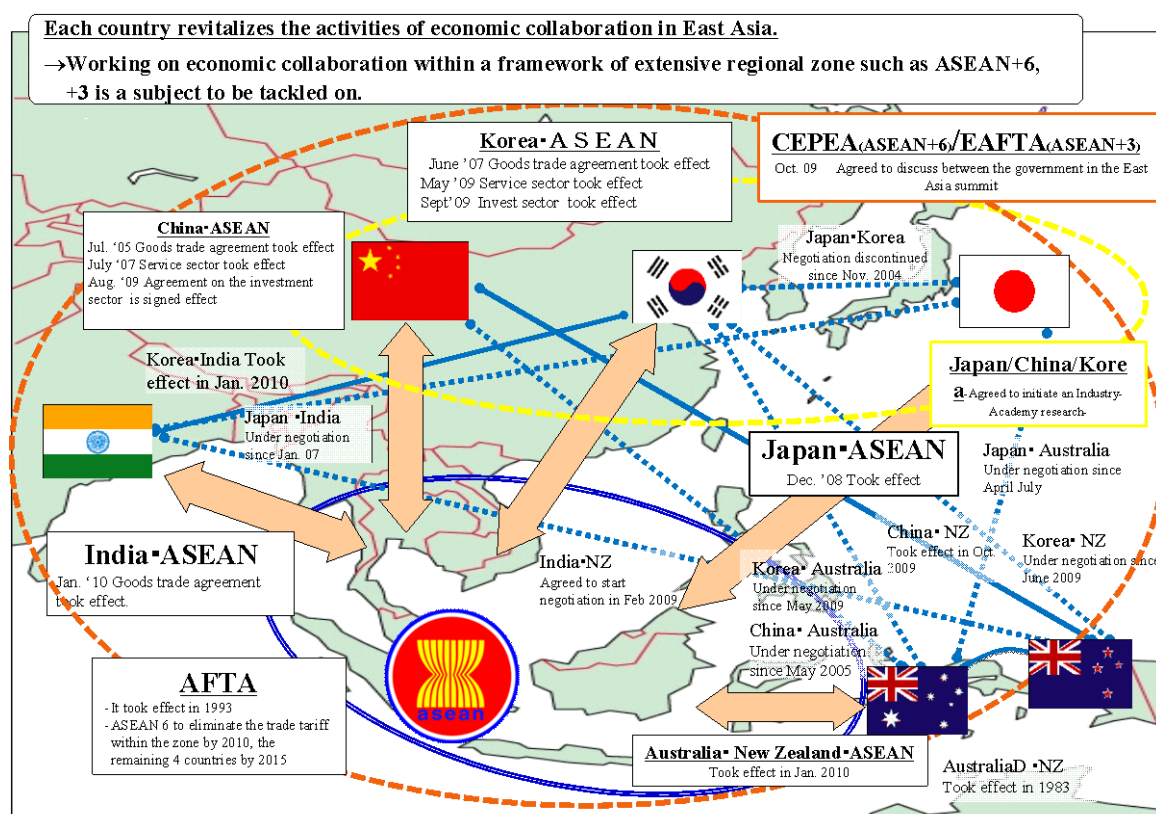 Each country revitalizes the activities of economic collaboration in East Asia.
→Working on economic collaboration within a framework of extensive regional zone such as ASEAN+6,
+3 is a subject to be tackled on.
Korea・ASEAN
June '07 Goods trade agreement took effect
May '09 Service sector took effect
Sept'09 Invest sector took effect
CEPEA(ASEAN+6)/EAFTA(ASEAN+3)
Oct. 09 Agreed to discuss between the government in the East
Asia summit
China・ASEAN
Jul. '05 Goods trade agreement took effect
July '07 Service sector took effect
Aug. '09 Agreement on the investment
sector is signed effect
Japan・Korea
Negotiation discontinued
since Nov. 2004
Korea・India Took
effect in Jan. 2010
Japan・India
Under negotiation
since Jan. 07
Japan/China/Kore
a-Agreed to initiate an Industry-
Academy research-
Japan・ASEAN
Dec. '08 Took effect
Japan・Australia
Under negotiation since
April July
India・ASEAN
Jan. '10 Goods trade agreement
took effect.
India・NZ
Agreed to start
negotiation in Feb 2009
China・NZ
Took effect in Oct.
2009
Korea・NZ
Under negotiation since
June 2009
Korea・Australia
Under negotiation
since May 2009
China・Australia
Under negotiation
since May 2005
AFTA
- It took effect in 1993
- ASEAN 6 to eliminate the trade tariff
within the zone by 2010, the
remaining 4 countries by 2015
asean
Australia・New Zealand・ASEAN
Took effect in Jan. 2010
AustraliaD・NZ
Took effect in 1983